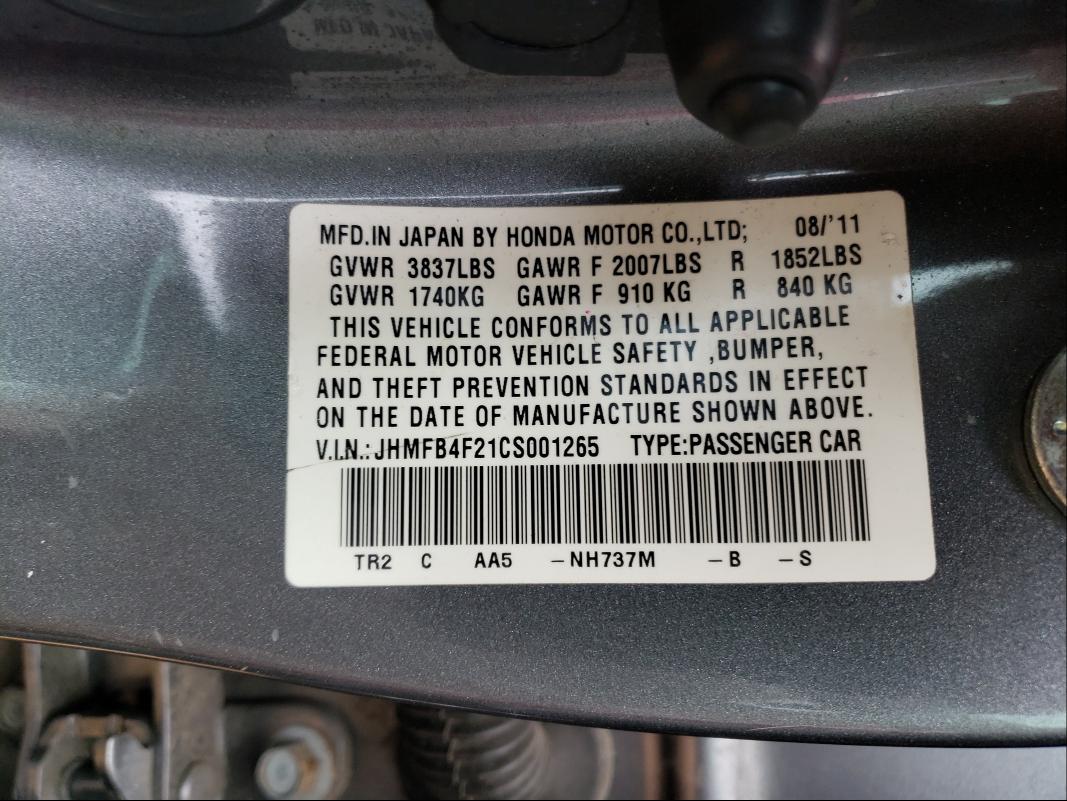 MFD.IN JAPAN BY HONDA MOTOR CO.,LTD; 08/'11
GVWR 3837LBS GAWR F 2007LBS R 1852LBS
GVWR 1740KG GAWR F 910 KG R 840 KG
THIS VEHICLE CONFORMS TO ALL APPLICABLE
FEDERAL MOTOR VEHICLE SAFETY ,BUMPER,
AND THEFT PREVENTION STANDARDS IN EFFECT
ON THE DATE OF MANUFACTURE SHOWN ABOVE.
V.I.N.: JHMFB4F21CS001265 TYPE:PASSENGER CAR
TR2 C AA5 -NH737M -B -S